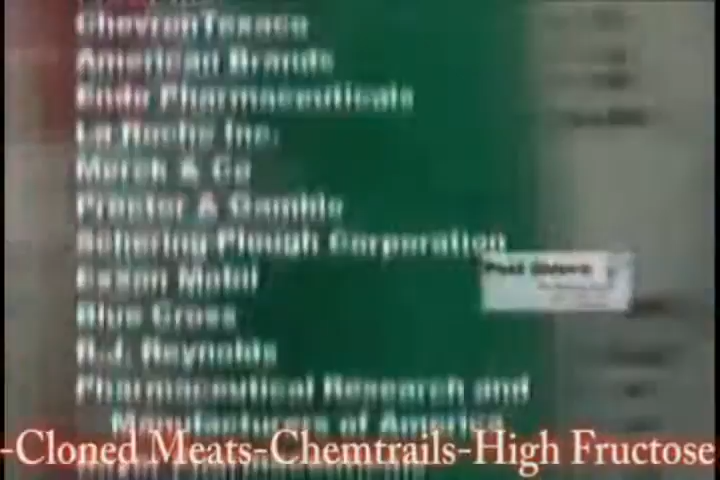 ChevronTexaco
American Brands
Endo Pharmaceuticals
La Roche Inc.
Merck & Co
Procter & Gamble
Schering Plough Corporation
Exxon Mobil
Blue Cross
R.J. Reynolds
Pharmaceutical Research and
Manufacturers of America
-Cloned Meats-Chemtrails-High Fructose